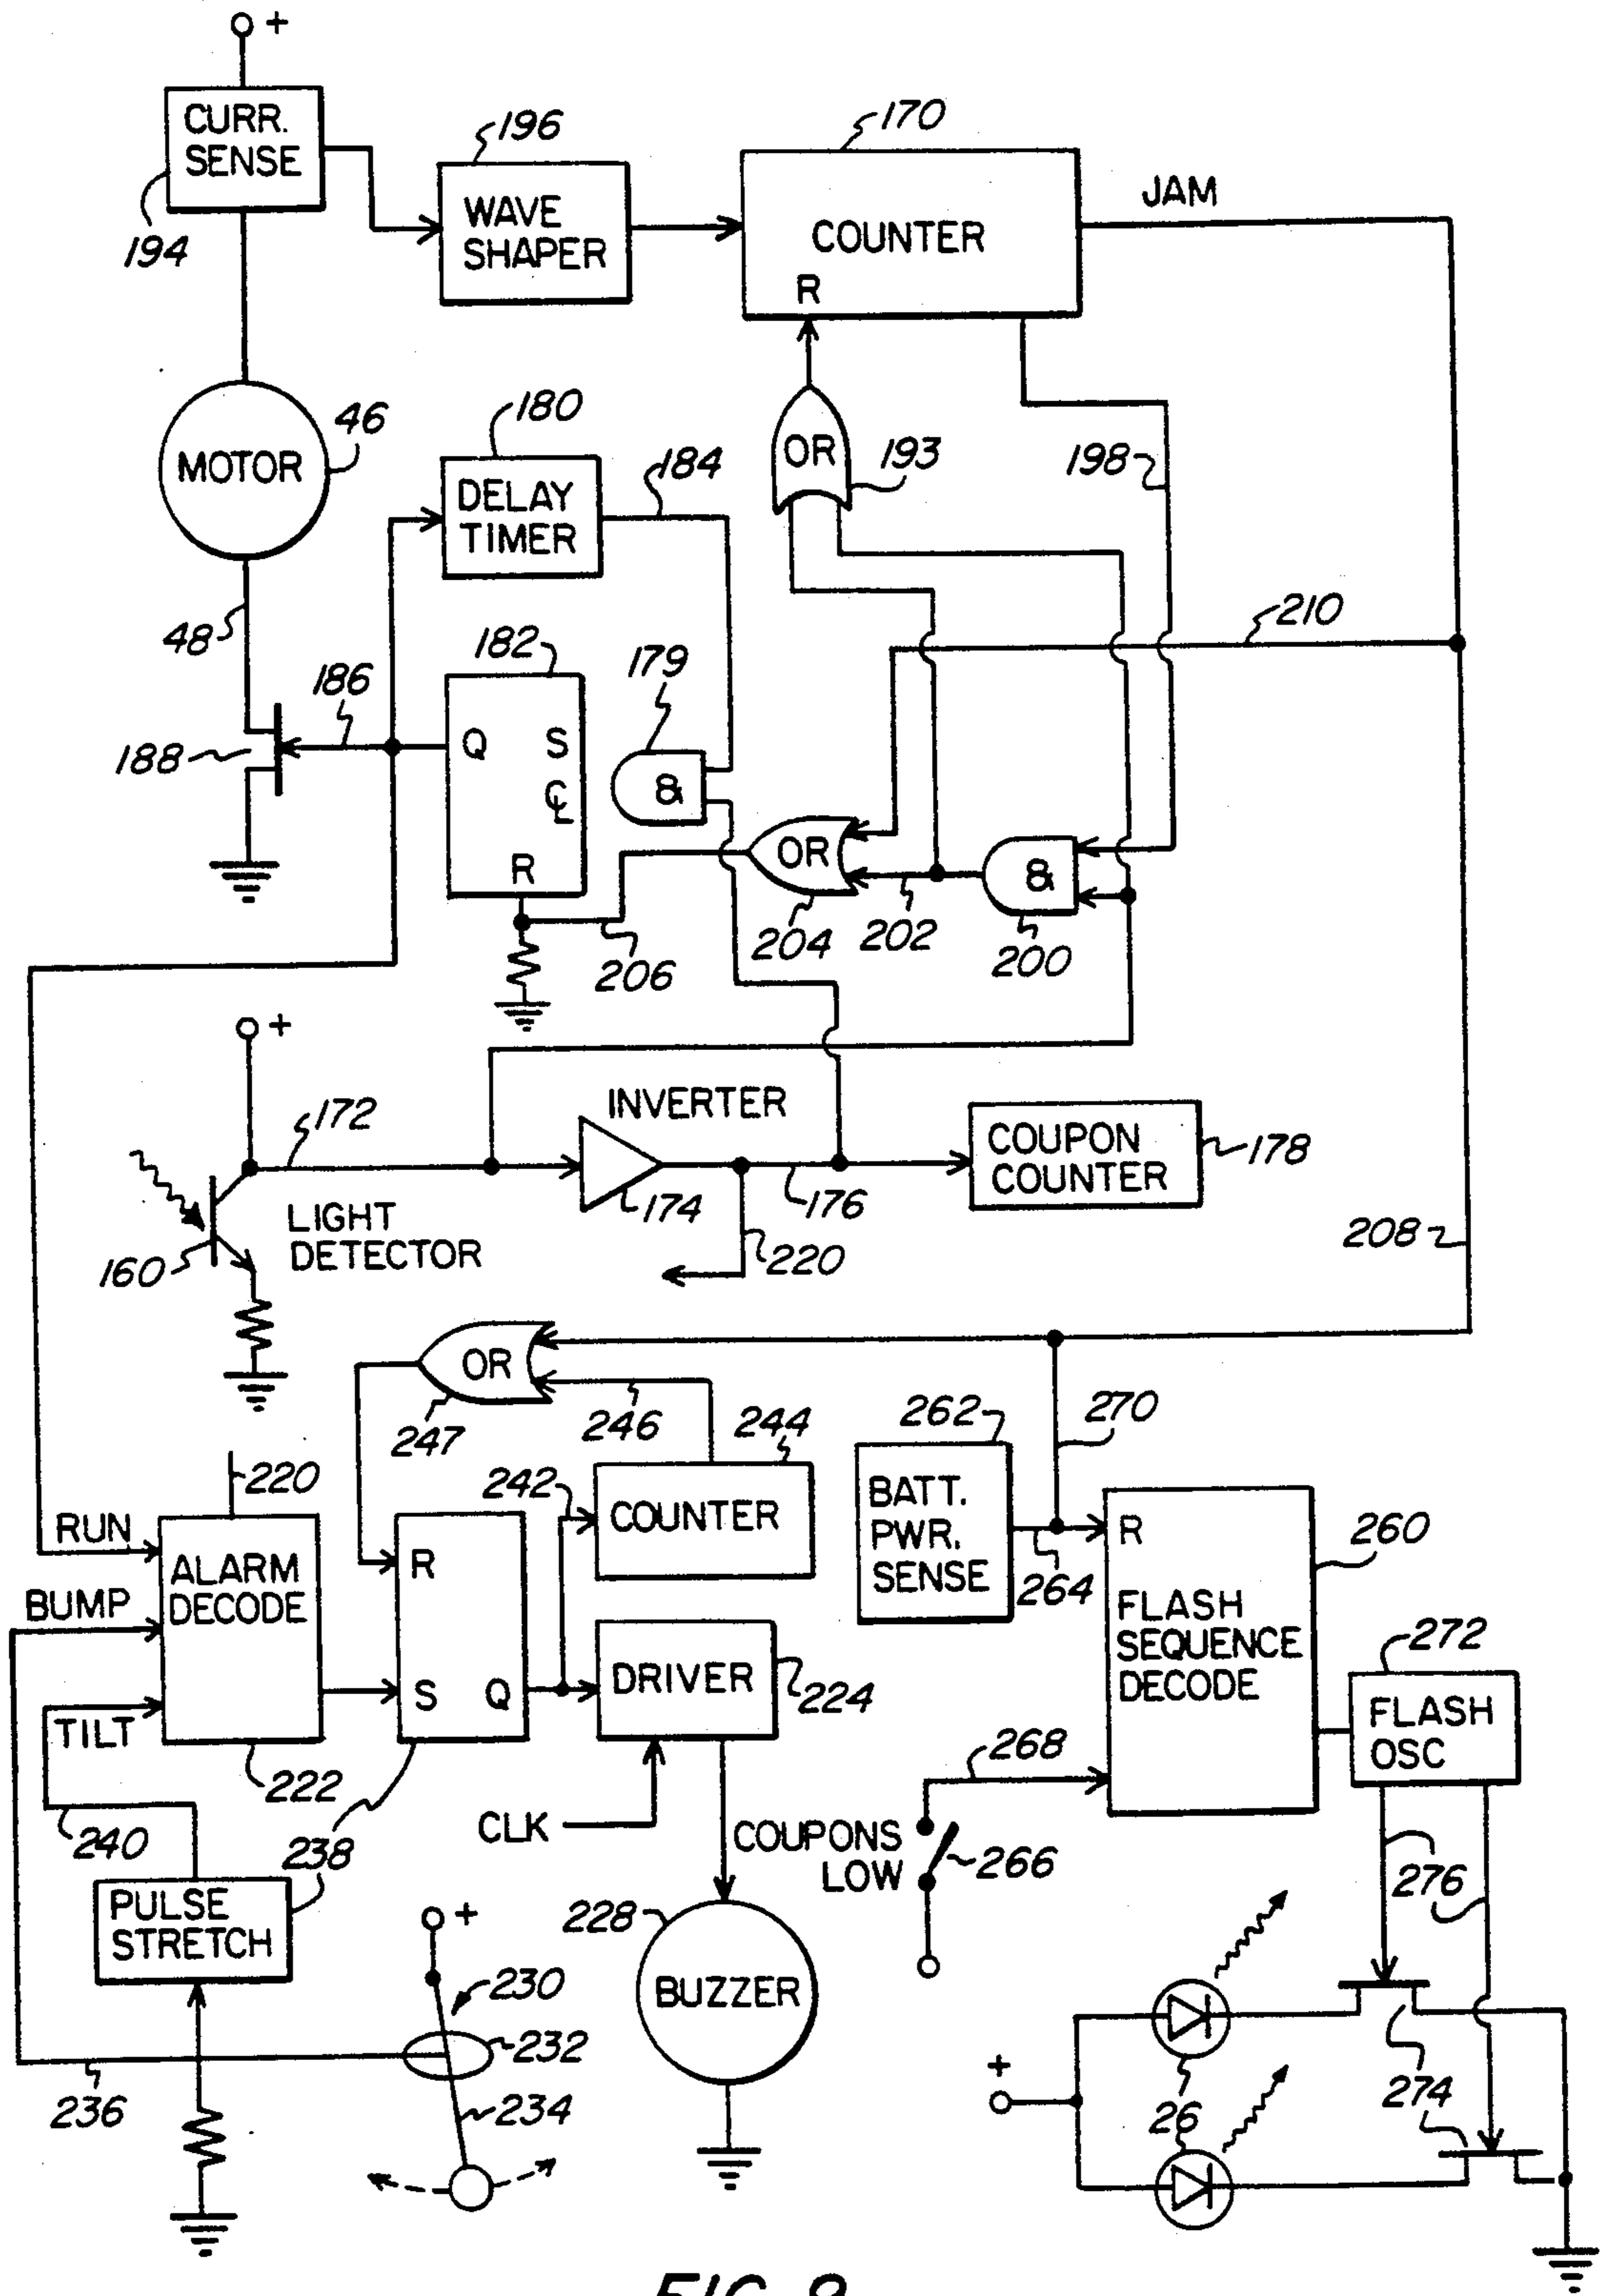 +
CURR.
SENSE
194
196
WAVE
SHAPER
170
COUNTER
R
JAM
MOTOR
46
180
DELAY
TIMER
184
OR
193
198
48
182
179
210
186
188
Q
S
CL
R
&
OR
204
202
&
200
206
+
172
INVERTER
174
176
COUPON
COUNTER
178
LIGHT
DETECTOR
160
220
208
OR
247
246
244
262
270
220
242
COUNTER
BATT.
PWR.
SENSE
264
R
260
RUN
ALARM
DECODE
R
BUMP
FLASH
SEQUENCE
DECODE
272
S
Q
DRIVER
224
TILT
222
FLASH
OSC
268
240
238
CLK
COUPONS
LOW
266
276
PULSE
STRETCH
+
230
228
BUZZER
232
236
234
+
26
274